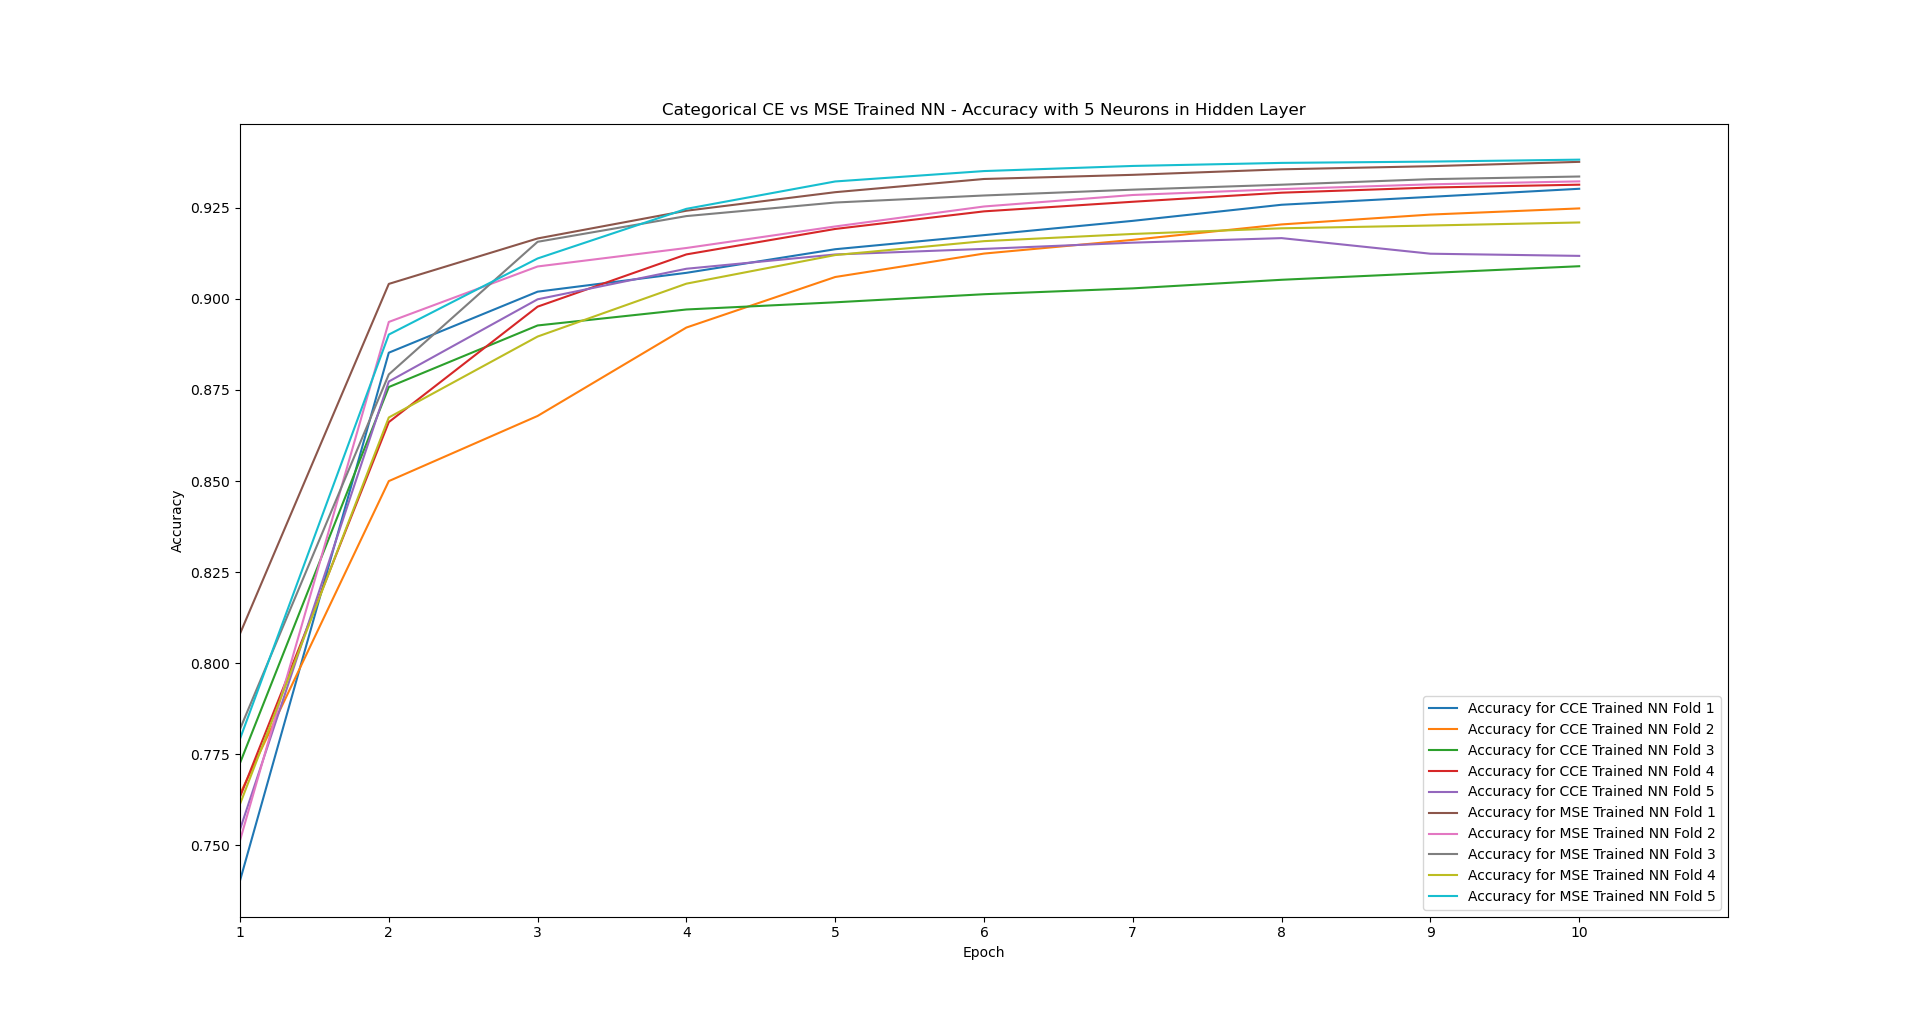 Categorical CE vs MSE Trained NN - Accuracy with 5 Neurons in Hidden Layer
Accuracy
0.925
0.900
0.875
0.850
0.825
0.800
0.775
0.750
1 2 3 4 5 6 7 8 9 10
Epoch
Accuracy for CCE Trained NN Fold 1
Accuracy for CCE Trained NN Fold 2
Accuracy for CCE Trained NN Fold 3
Accuracy for CCE Trained NN Fold 4
Accuracy for CCE Trained NN Fold 5
Accuracy for MSE Trained NN Fold 1
Accuracy for MSE Trained NN Fold 2
Accuracy for MSE Trained NN Fold 3
Accuracy for MSE Trained NN Fold 4
Accuracy for MSE Trained NN Fold 5